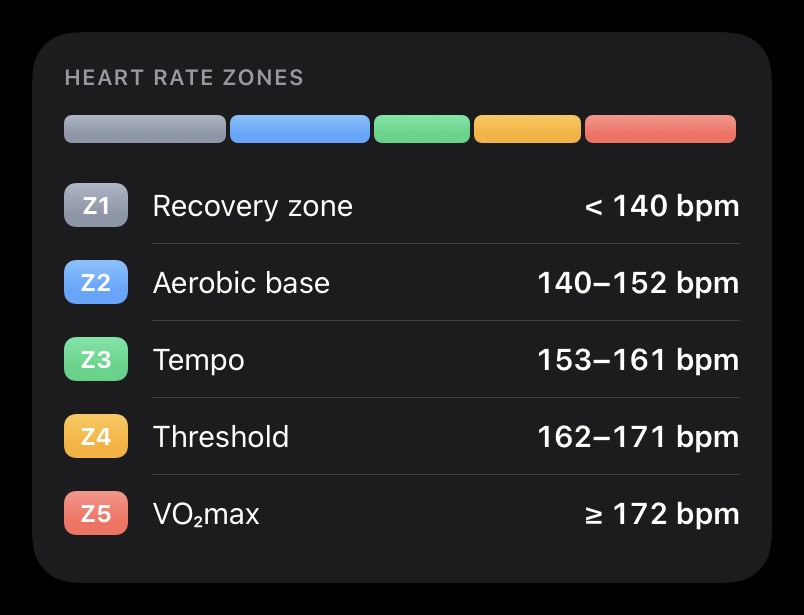 HEART RATE ZONES
Z1 Recovery zone < 140 bpm
Z2 Aerobic base 140–152 bpm
Z3 Tempo 153–161 bpm
Z4 Threshold 162–171 bpm
Z5 VO₂max ≥ 172 bpm